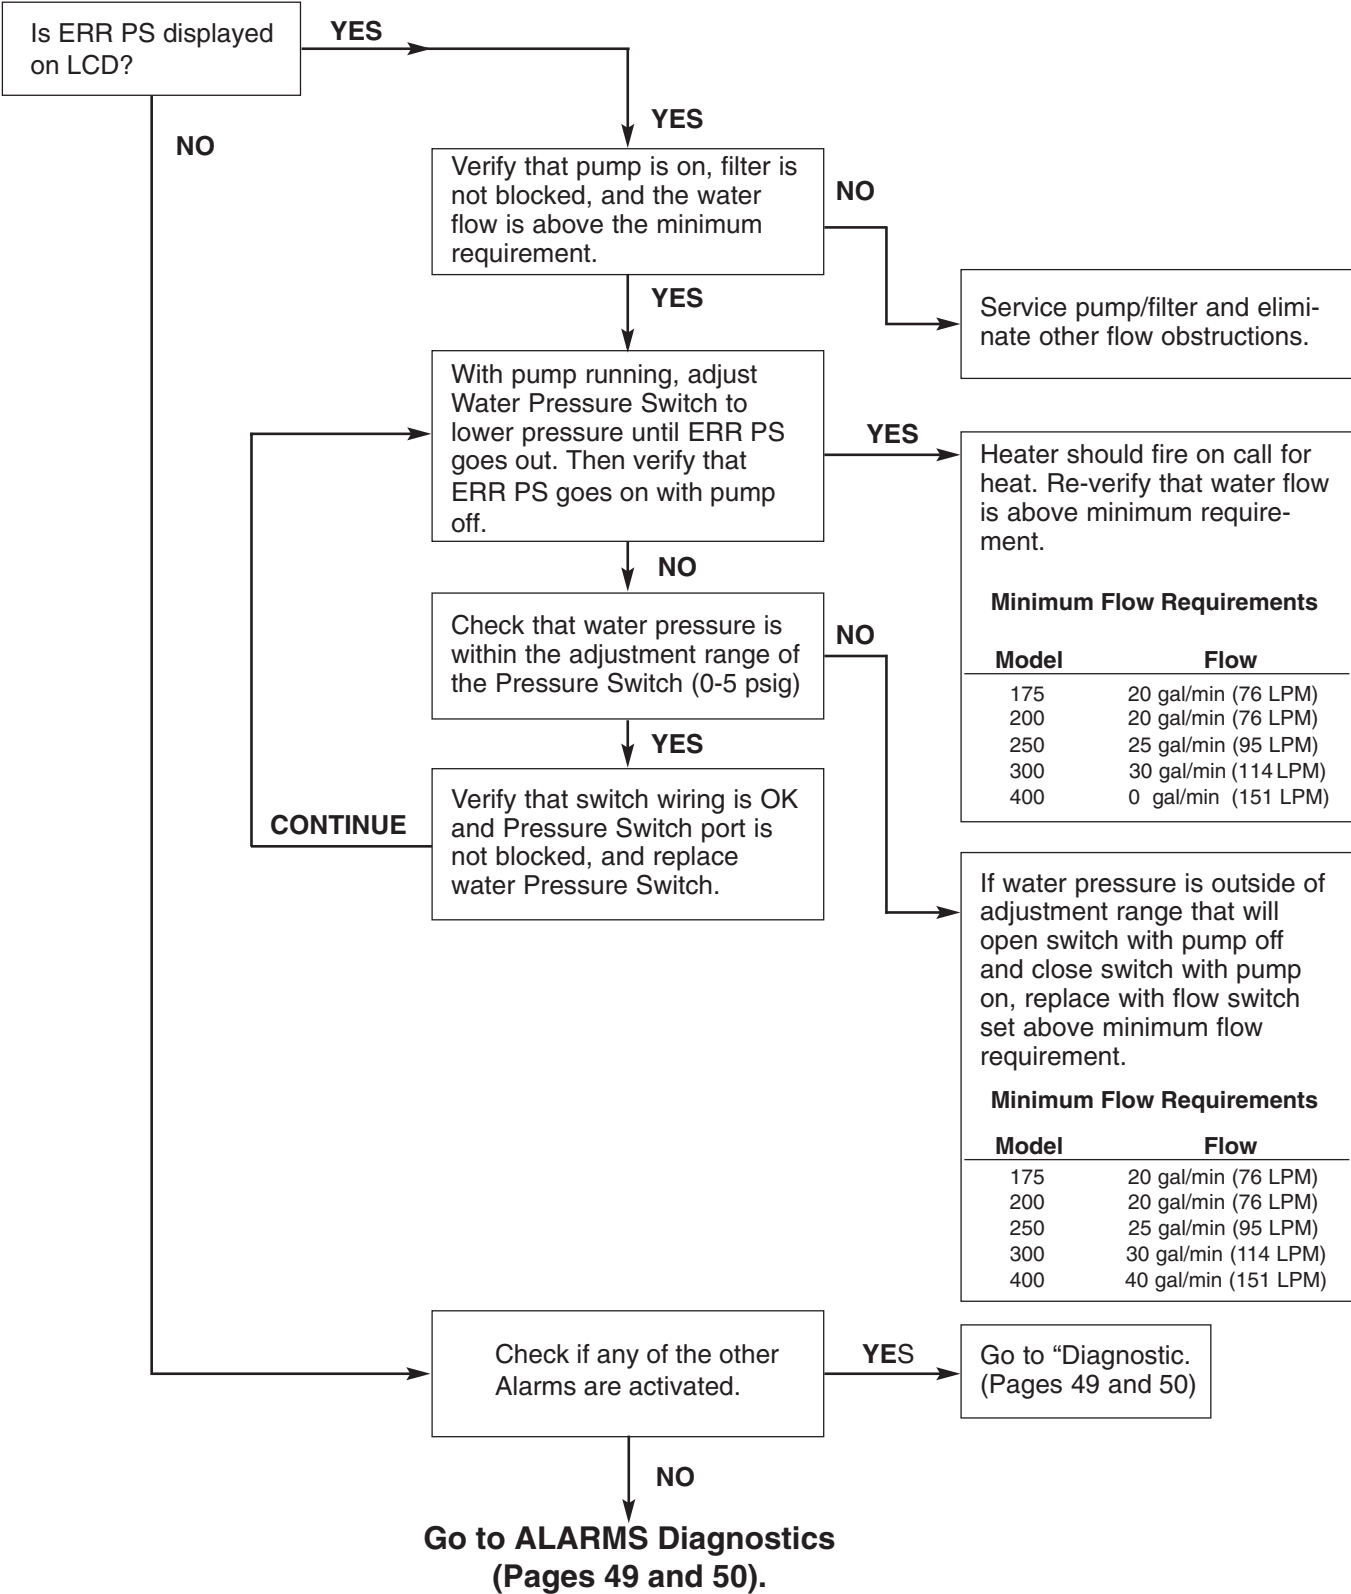 Is ERR PS displayed
on LCD?
YES
NO
YES
Verify that pump is on, filter is
not blocked, and the water
flow is above the minimum
requirement.
NO
Service pump/filter and elimi-
nate other flow obstructions.
YES
With pump running, adjust
Water Pressure Switch to
lower pressure until ERR PS
goes out. Then verify that
ERR PS goes on with pump
off.
YES
Heater should fire on call for
heat. Re-verify that water flow
is above minimum require-
ment.
Minimum Flow Requirements
Model Flow
175 20 gal/min (76 LPM)
200 20 gal/min (76 LPM)
250 25 gal/min (95 LPM)
300 30 gal/min (114 LPM)
400 0 gal/min (151 LPM)
NO
Check that water pressure is
within the adjustment range of
the Pressure Switch (0-5 psig)
NO
YES
Verify that switch wiring is OK
and Pressure Switch port is
not blocked, and replace
water Pressure Switch.
CONTINUE
If water pressure is outside of
adjustment range that will
open switch with pump off
and close switch with pump
on, replace with flow switch
set above minimum flow
requirement.
Minimum Flow Requirements
Model Flow
175 20 gal/min (76 LPM)
200 20 gal/min (76 LPM)
250 25 gal/min (95 LPM)
300 30 gal/min (114 LPM)
400 40 gal/min (151 LPM)
Check if any of the other
Alarms are activated.
YES
Go to “Diagnostic.
(Pages 49 and 50)
NO
Go to ALARMS Diagnostics
(Pages 49 and 50).